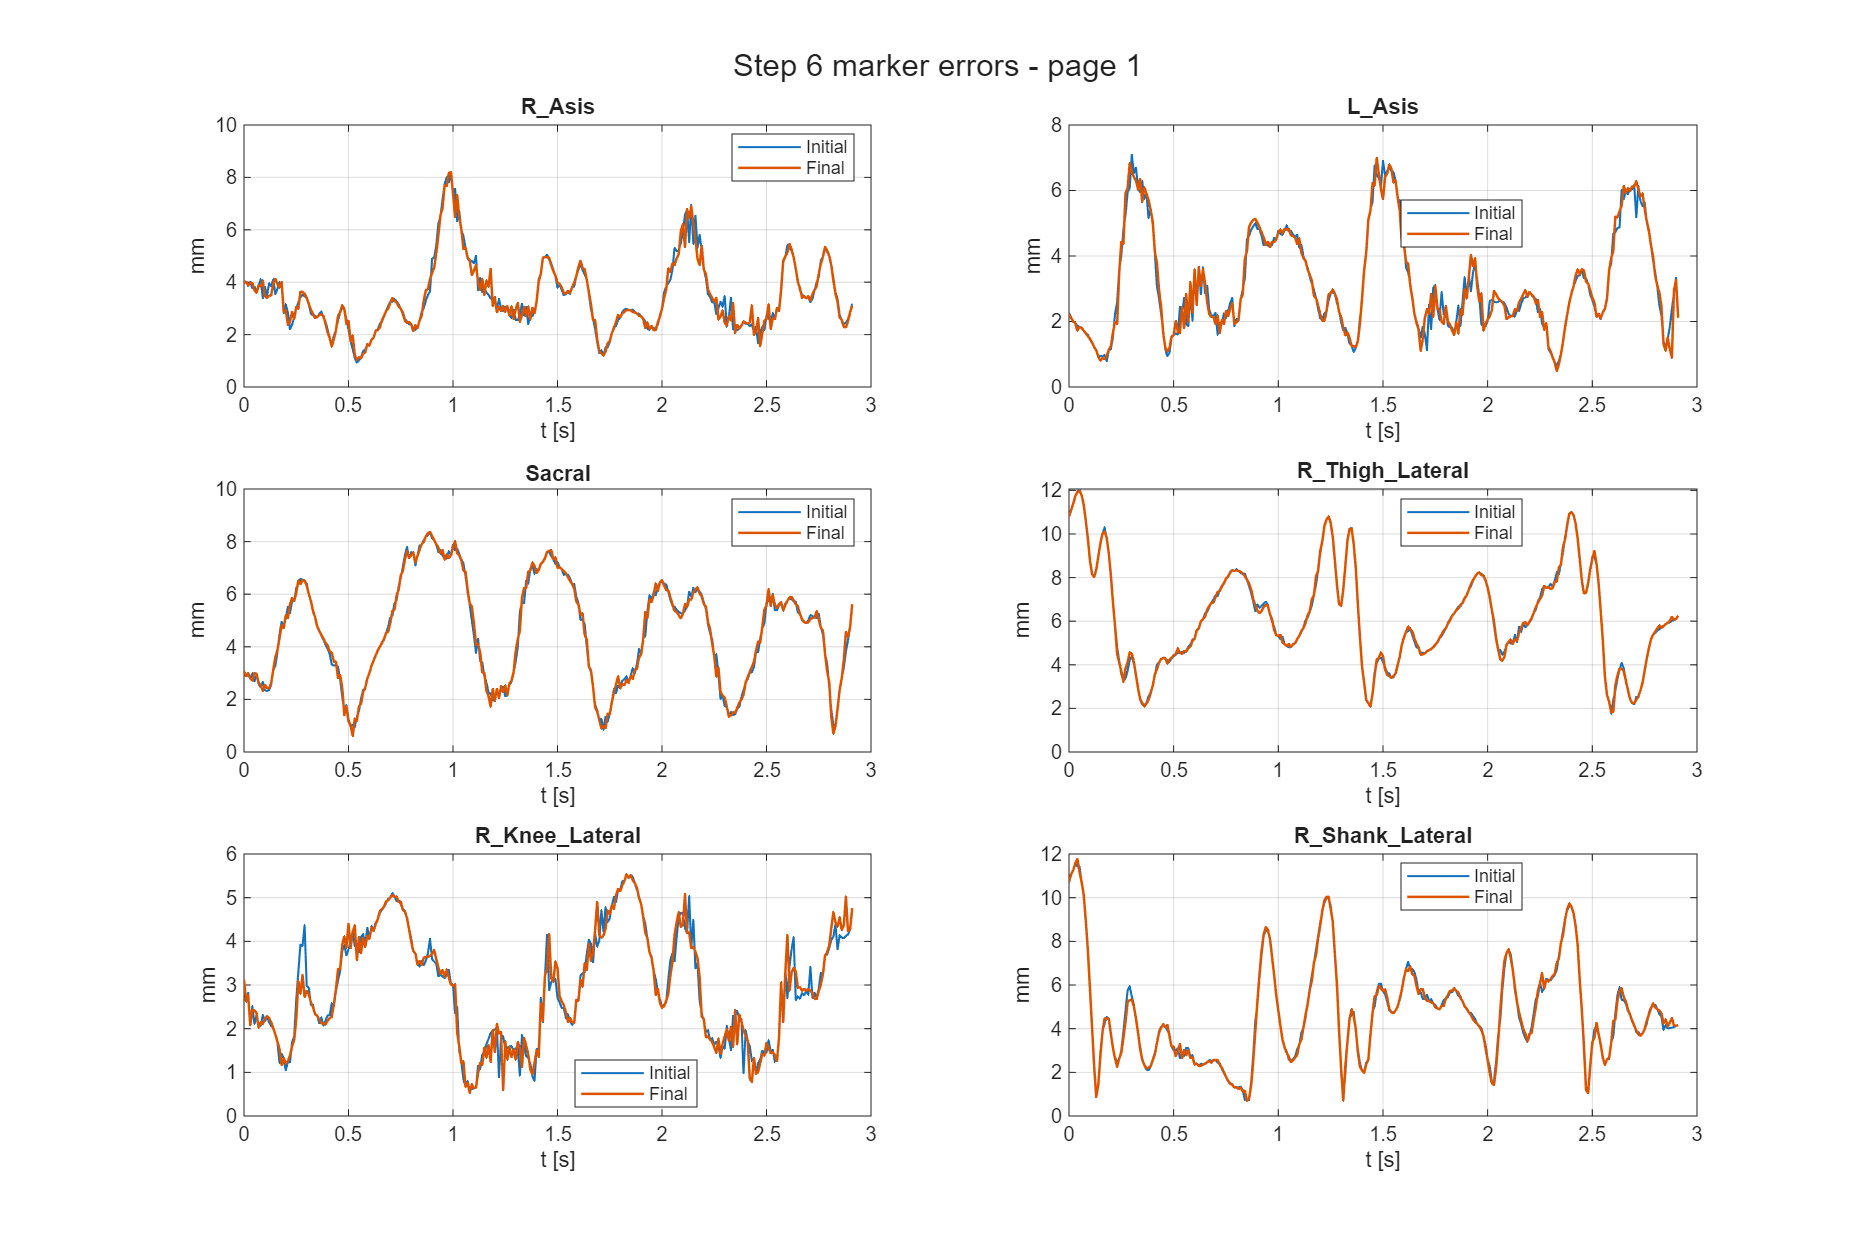 Step 6 marker errors - page 1
R_Asis
10
8
6
4
2
0
mm
0 0.5 1 1.5 2 2.5 3
t [s]
Initial
Final
L_Asis
8
6
4
2
0
mm
0 0.5 1 1.5 2 2.5 3
t [s]
Initial
Final
Sacral
10
8
6
4
2
0
mm
0 0.5 1 1.5 2 2.5 3
t [s]
Initial
Final
R_Thigh_Lateral
12
10
8
6
4
2
0
mm
0 0.5 1 1.5 2 2.5 3
t [s]
Initial
Final
R_Knee_Lateral
6
5
4
3
2
1
0
mm
0 0.5 1 1.5 2 2.5 3
t [s]
Initial
Final
R_Shank_Lateral
12
10
8
6
4
2
0
mm
0 0.5 1 1.5 2 2.5 3
t [s]
Initial
Final